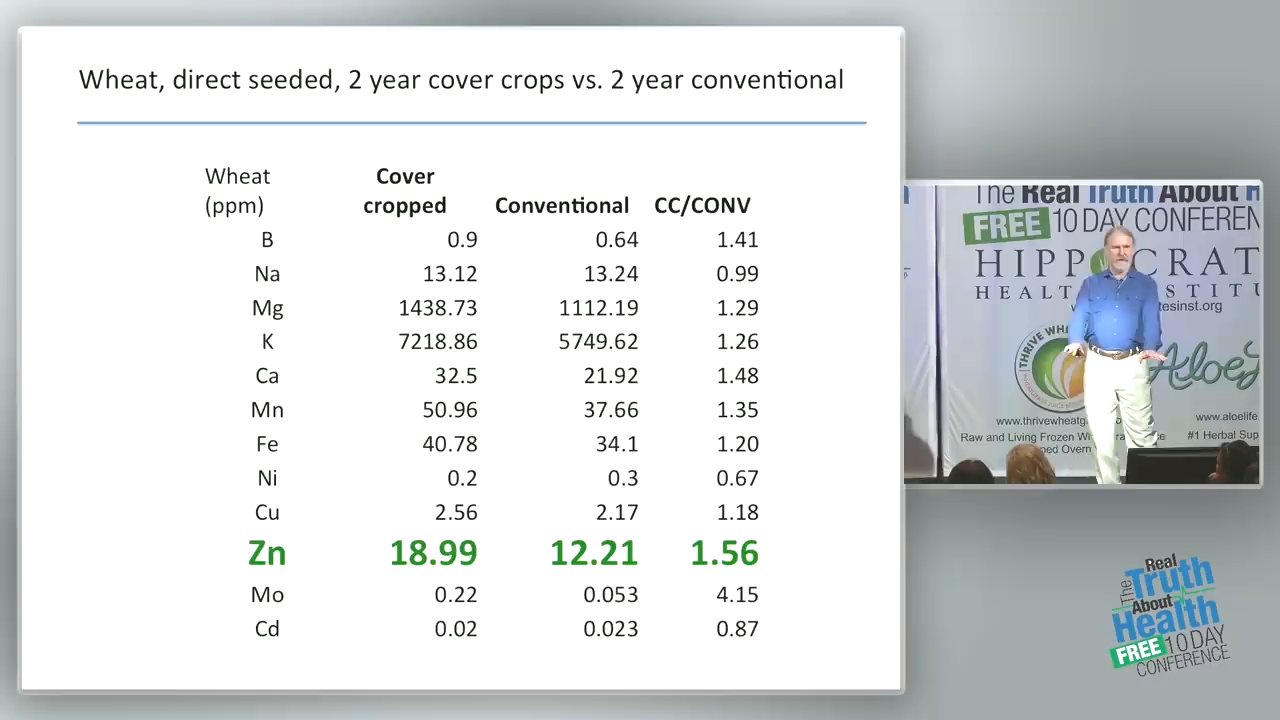 Wheat, direct seeded, 2 year cover crops vs. 2 year conventional
Wheat Cover
(ppm) cropped Conventional CC/CONV
B 0.9 0.64 1.41
Na 13.12 13.24 0.99
Mg 1438.73 1112.19 1.29
K 7218.86 5749.62 1.26
Ca 32.5 21.92 1.48
Mn 50.96 37.66 1.35
Fe 40.78 34.1 1.20
Ni 0.2 0.3 0.67
Cu 2.56 2.17 1.18
Zn 18.99 12.21 1.56
Mo 0.22 0.053 4.15
Cd 0.02 0.023 0.87
The Real Truth About H
FREE 10 DAY CONFEREN
HIPP CRAT
HEALT STITU
tesinst.org
THRIVE WH
Aloe
www.thrivewheatg
www.aloelife
Raw and Living Frozen W
#1 Herbal Sup
The Real
Truth
About
Health
FREE 10 DAY
CONFERENCE